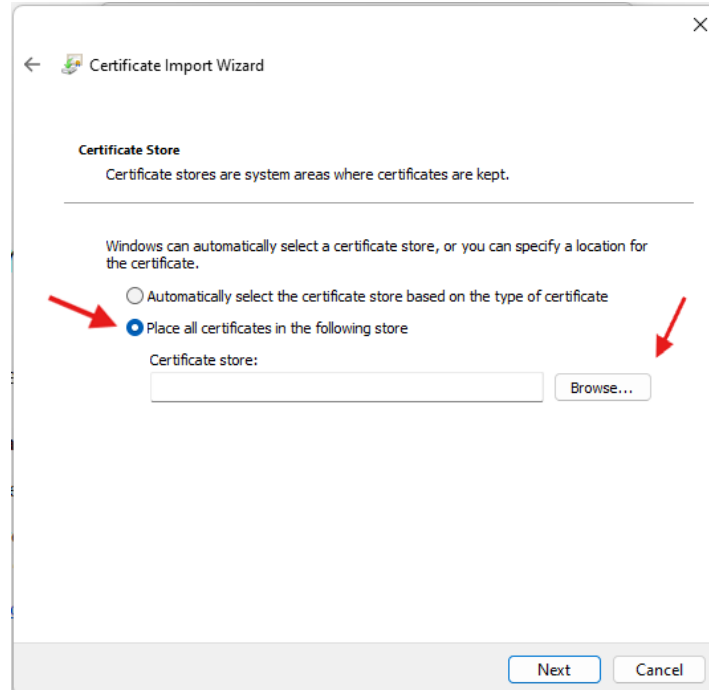 Certificate Import Wizard
Certificate Store
Certificate stores are system areas where certificates are kept.
Windows can automatically select a certificate store, or you can specify a location for
the certificate.
Automatically select the certificate store based on the type of certificate
Place all certificates in the following store
Certificate store:
Browse...
Next
Cancel